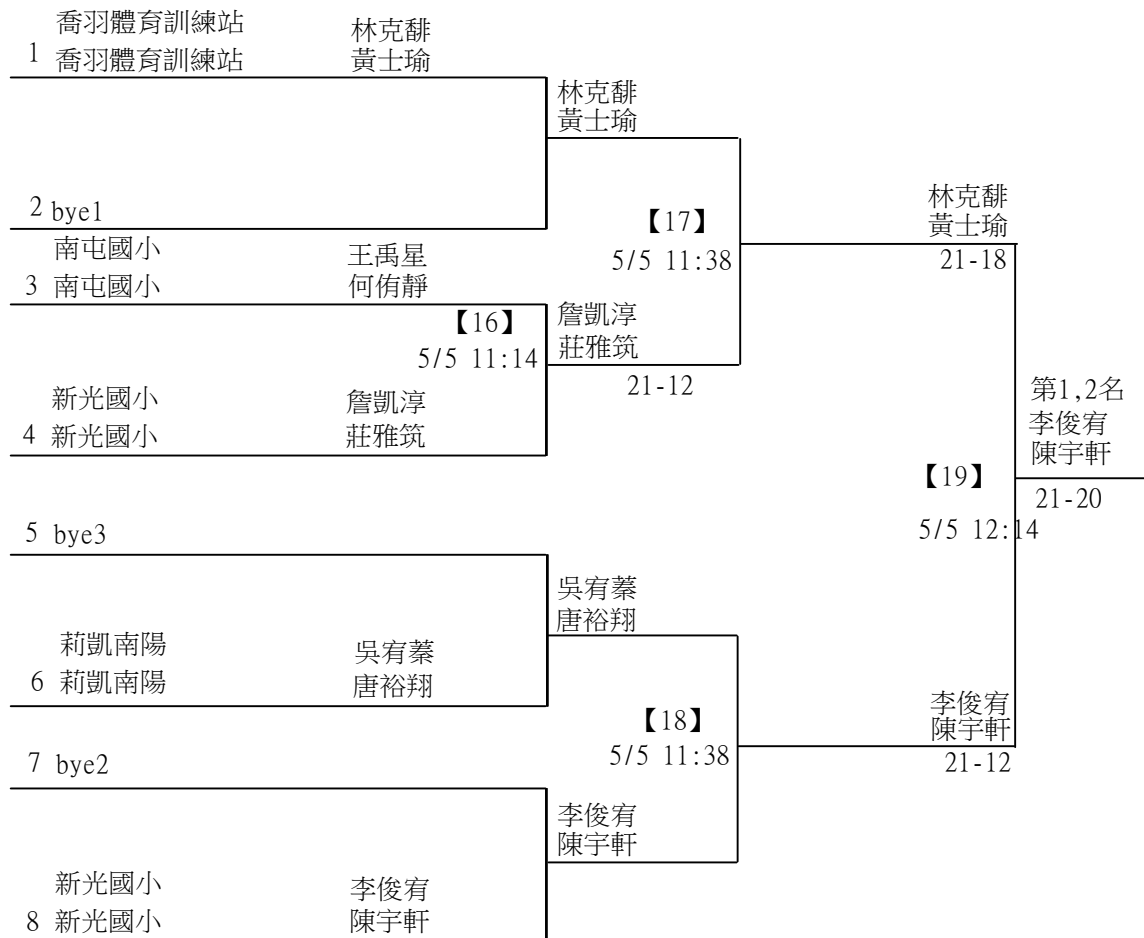 喬羽體育訓練站 林克馡
1 喬羽體育訓練站 黃士瑜
林克馡
黃士瑜
2 bye1
【17】
5/5 11:38
林克馡
黃士瑜
21-18
南屯國小 王禹星
3 南屯國小 何侑靜
【16】
5/5 11:14
詹凱淳
莊雅筑
21-12
新光國小 詹凱淳
4 新光國小 莊雅筑
第1,2名
李俊宥
陳宇軒
21-20
【19】
5/5 12:14
5 bye3
吳宥蓁
唐裕翔
莉凱南陽 吳宥蓁
6 莉凱南陽 唐裕翔
【18】
5/5 11:38
李俊宥
陳宇軒
21-12
7 bye2
李俊宥
陳宇軒
新光國小 李俊宥
8 新光國小 陳宇軒